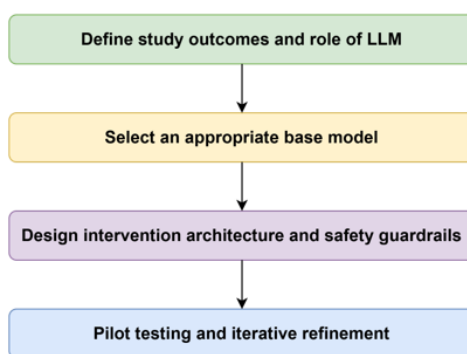 Define study outcomes and role of LLM
Select an appropriate base model
Design intervention architecture and safety guardrails
Pilot testing and iterative refinement